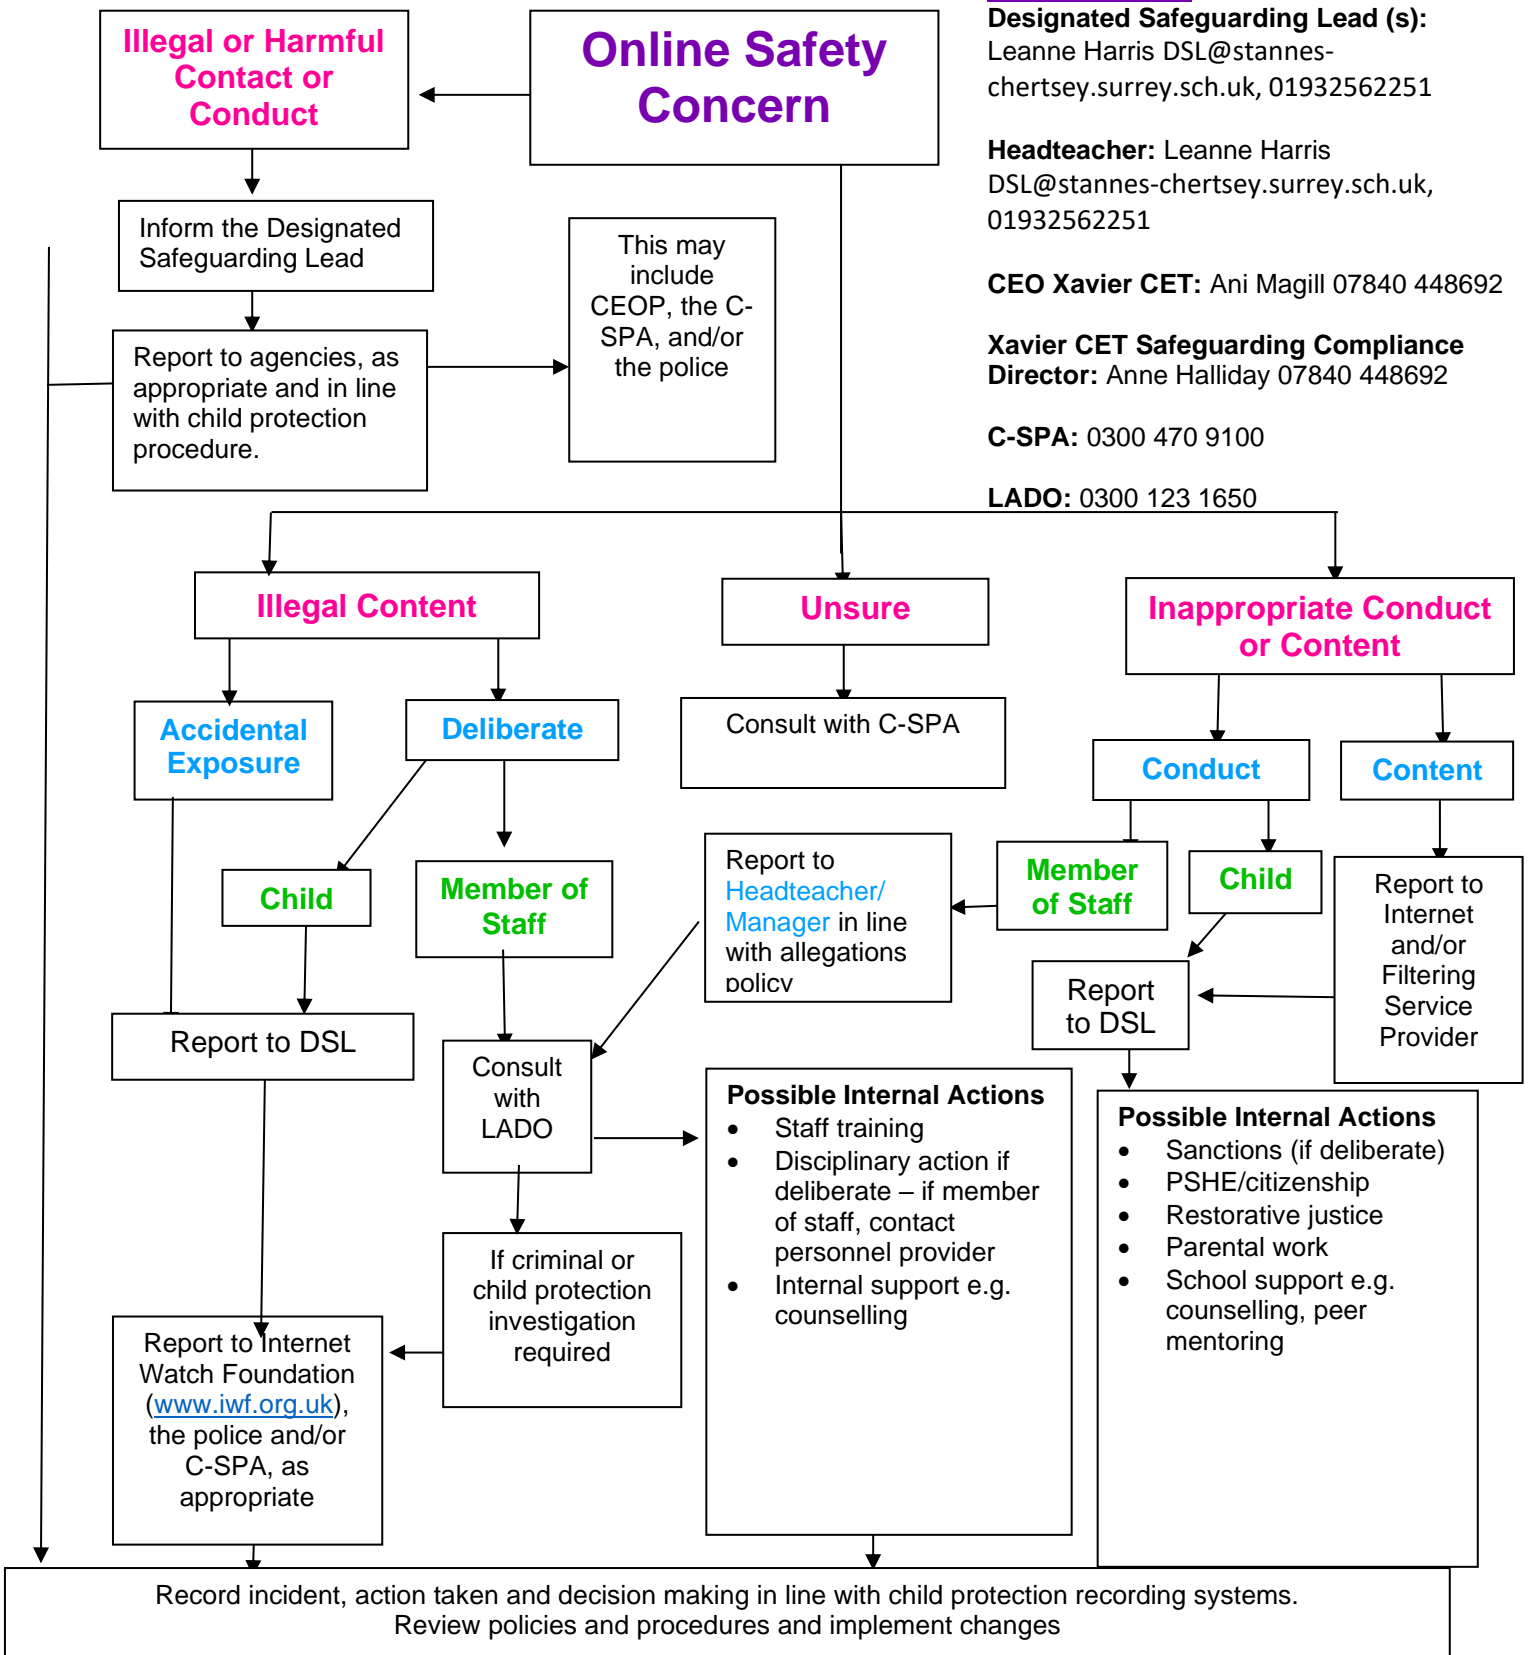 Illegal or Harmful
Contact or
Conduct
Online Safety
Concern
Designated Safeguarding Lead (s):
Leanne Harris DSL@stannes-
chertsey.surrey.sch.uk, 01932562251
Headteacher: Leanne Harris
DSL@stannes-chertsey.surrey.sch.uk,
01932562251
CEO Xavier CET: Ani Magill 07840 448692
Xavier CET Safeguarding Compliance
Director: Anne Halliday 07840 448692
C-SPA: 0300 470 9100
LADO: 0300 123 1650
Inform the Designated
Safeguarding Lead
This may
include
CEOP, the C-
SPA, and/or
the police
Report to agencies, as
appropriate and in line
with child protection
procedure.
Illegal Content
Unsure
Inappropriate Conduct
or Content
Accidental
Exposure
Deliberate
Consult with C-SPA
Conduct
Content
Child
Member of
Staff
Report to
Headteacher/
Manager in line
with allegations
policy
Member
of Staff
Child
Report to
Internet
and/or
Filtering
Service
Provider
Report to DSL
Consult
with
LADO
Report
to DSL
Possible Internal Actions
• Staff training
• Disciplinary action if
deliberate – if member
of staff, contact
personnel provider
• Internal support e.g.
counselling
Possible Internal Actions
• Sanctions (if deliberate)
• PSHE/citizenship
• Restorative justice
• Parental work
• School support e.g.
counselling, peer
mentoring
If criminal or
child protection
investigation
required
Report to Internet
Watch Foundation
(www.iwf.org.uk),
the police and/or
C-SPA, as
appropriate
Record incident, action taken and decision making in line with child protection recording systems.
Review policies and procedures and implement changes